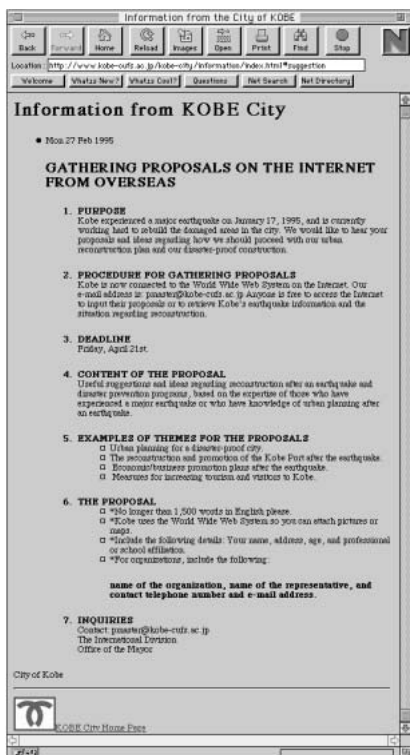 Information from the City of KOBE
Back Forward Home Reload Images Open Print Find Stop N
Location: http://www.kobe-cufs.ac.jp/kobe-city/information/index.html#suggestion
Welcome What's New? What's Cool? Questions Net Search Net Directory
Information from KOBE City
Mon 27 Feb 1995
GATHERING PROPOSALS ON THE INTERNET
FROM OVERSEAS
1. PURPOSE
Kobe experienced a major earthquake on January 17, 1995, and is currently
working hard to rebuild the damaged areas in the city. We would like to hear your
proposals and ideas regarding how we should proceed with our urban
reconstruction plan and our disaster-proof construction.
2. PROCEDURE FOR GATHERING PROPOSALS
Kobe is now connected to the World Wide Web System on the Internet. Our
e-mail address is: pmaster@kobe-cufs.ac.jp Anyone is free to access the Internet
to input their proposals or to retrieve Kobe's earthquake information and the
situation regarding reconstruction.
3. DEADLINE
Friday, April 21st.
4. CONTENT OF THE PROPOSAL
Useful suggestions and ideas regarding reconstruction after an earthquake and
disaster prevention programs, based on the expertise of those who have
experienced a major earthquake or who have knowledge of urban planning after
an earthquake.
5. EXAMPLES OF THEMES FOR THE PROPOSALS
Urban planning for a disaster-proof city.
The reconstruction and promotion of the Kobe Port after the earthquake.
Economic/business promotion plans after the earthquake.
Measures for increasing tourism and visitors to Kobe.
6. THE PROPOSAL
*No longer than 1,500 words in English please.
*Kobe uses the World Wide Web System so you can attach pictures or
maps.
*Include the following details: Your name, address, age, and professional
or school affiliation.
*For organizations, include the following:
name of the organization, name of the representative, and
contact telephone number and e-mail address.
7. INQUIRIES
Contact: pmaster@kobe-cufs.ac.jp
The International Division
Office of the Mayor
City of Kobe
KOBE City Home Page